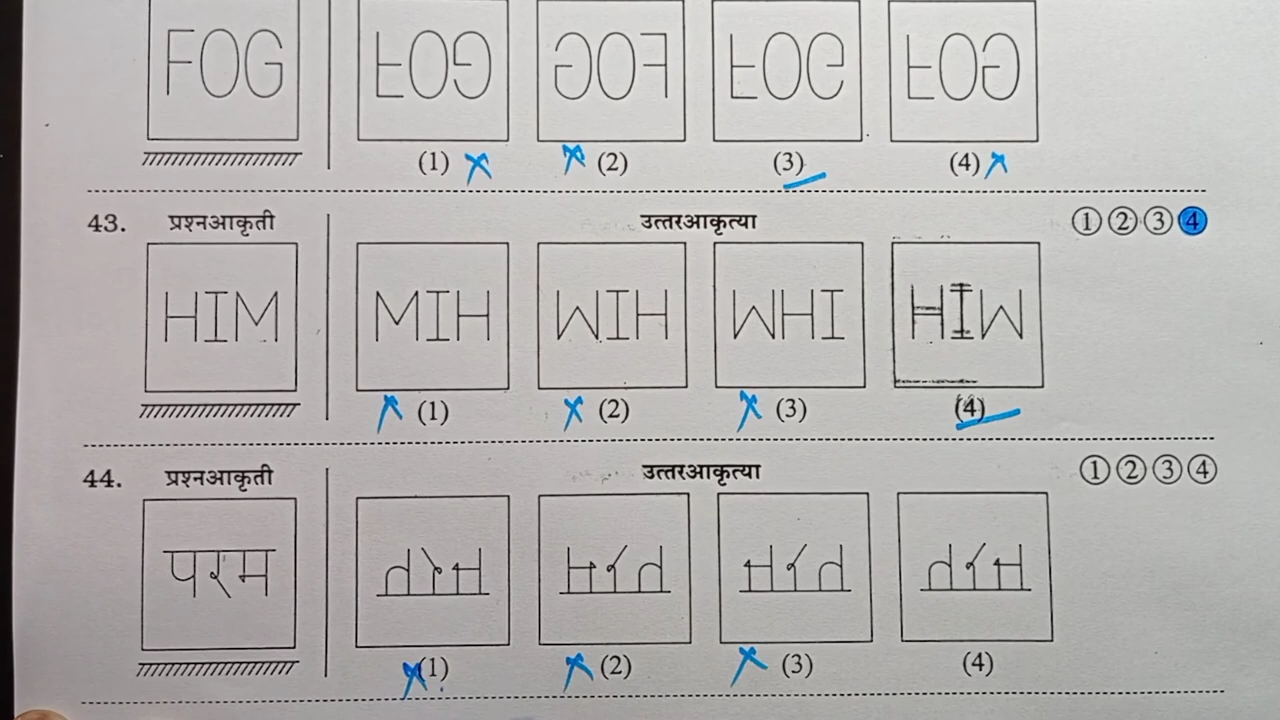 FOG
(1) (2) (3) (4)
43. प्रश्नआकृती उत्तरआकृत्या ① ② ③ ④
HIM MIH
(1) (2) (3) (4)
44. प्रश्नआकृती उत्तरआकृत्या ① ② ③ ④
परम
(1) (2) (3) (4)